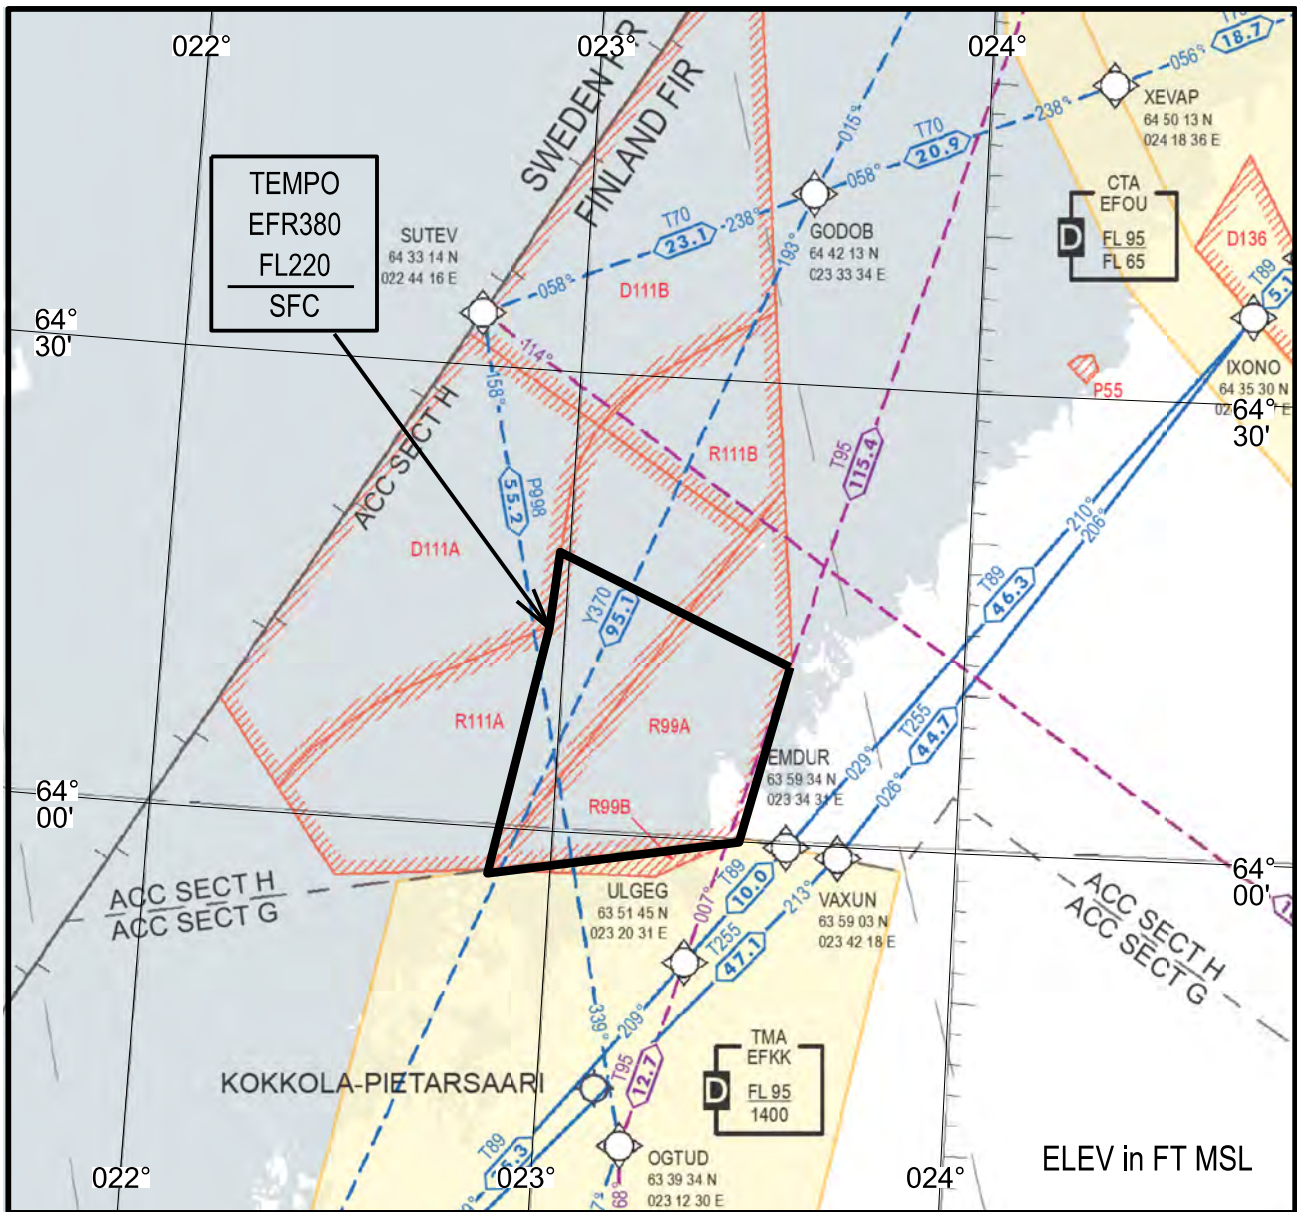 022°
023°
024°
T70
18.7
056°
XEVAP
64 50 13 N
024 18 36 E
238°
T70
20.9
058°
015°
SWEDEN FIR
FINLAND FIR
TEMPO
EFR380
FL220
SFC
SUTEV
64 33 14 N
022 44 16 E
T70
23.1
238°
058°
GODOB
64 42 13 N
023 33 34 E
193°
D111B
CTA
EFOU
D
FL 95
FL 65
D136
T89
5.1
64°
30'
114°
158°
P55
IXONO
64 35 30 N
64°
30'
ACC SECT H
P998
55.2
R111B
T95
115.4
D111A
210°
206°
T89
46.3
Y370
95.1
R111A
R99A
T255
44.7
EMDUR
63 59 34 N
023 34 31 E
029°
026°
64°
00'
R99B
64°
00'
ACC SECT H
ACC SECT G
ULGEG
63 51 45 N
023 20 31 E
007°
T89
10.0
213°
T255
47.1
VAXUN
63 59 03 N
023 42 18 E
ACC SECT H
ACC SECT G
339°
209°
KOKKOLA-PIETARSAARI
T95
12.7
TMA
EFKK
D
FL 95
1400
T89
022°
023°
024°
OGTUD
63 39 34 N
023 12 30 E
ELEV in FT MSL